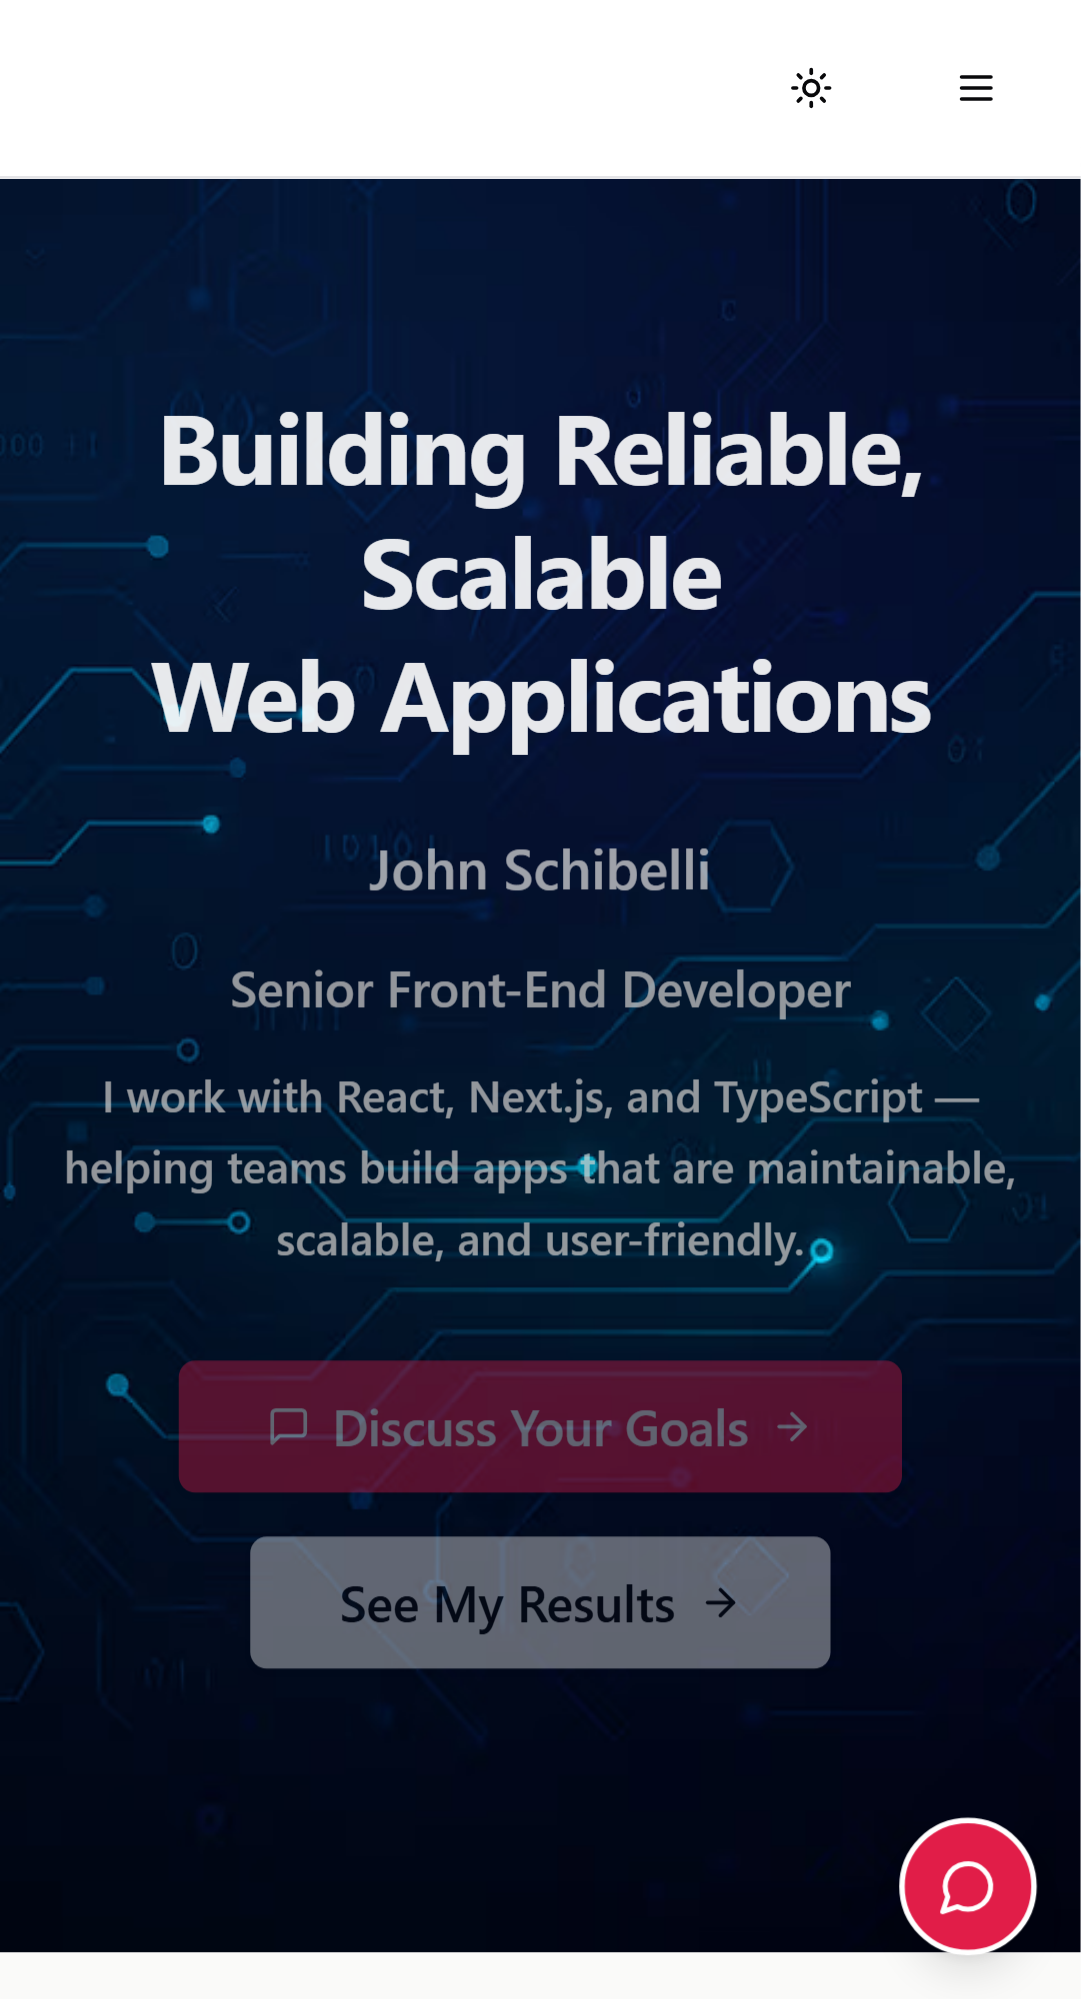 Building Reliable,
Scalable
Web Applications
John Schibelli
Senior Front-End Developer
I work with React, Next.js, and TypeScript —
helping teams build apps that are maintainable,
scalable, and user-friendly.
Discuss Your Goals
See My Results